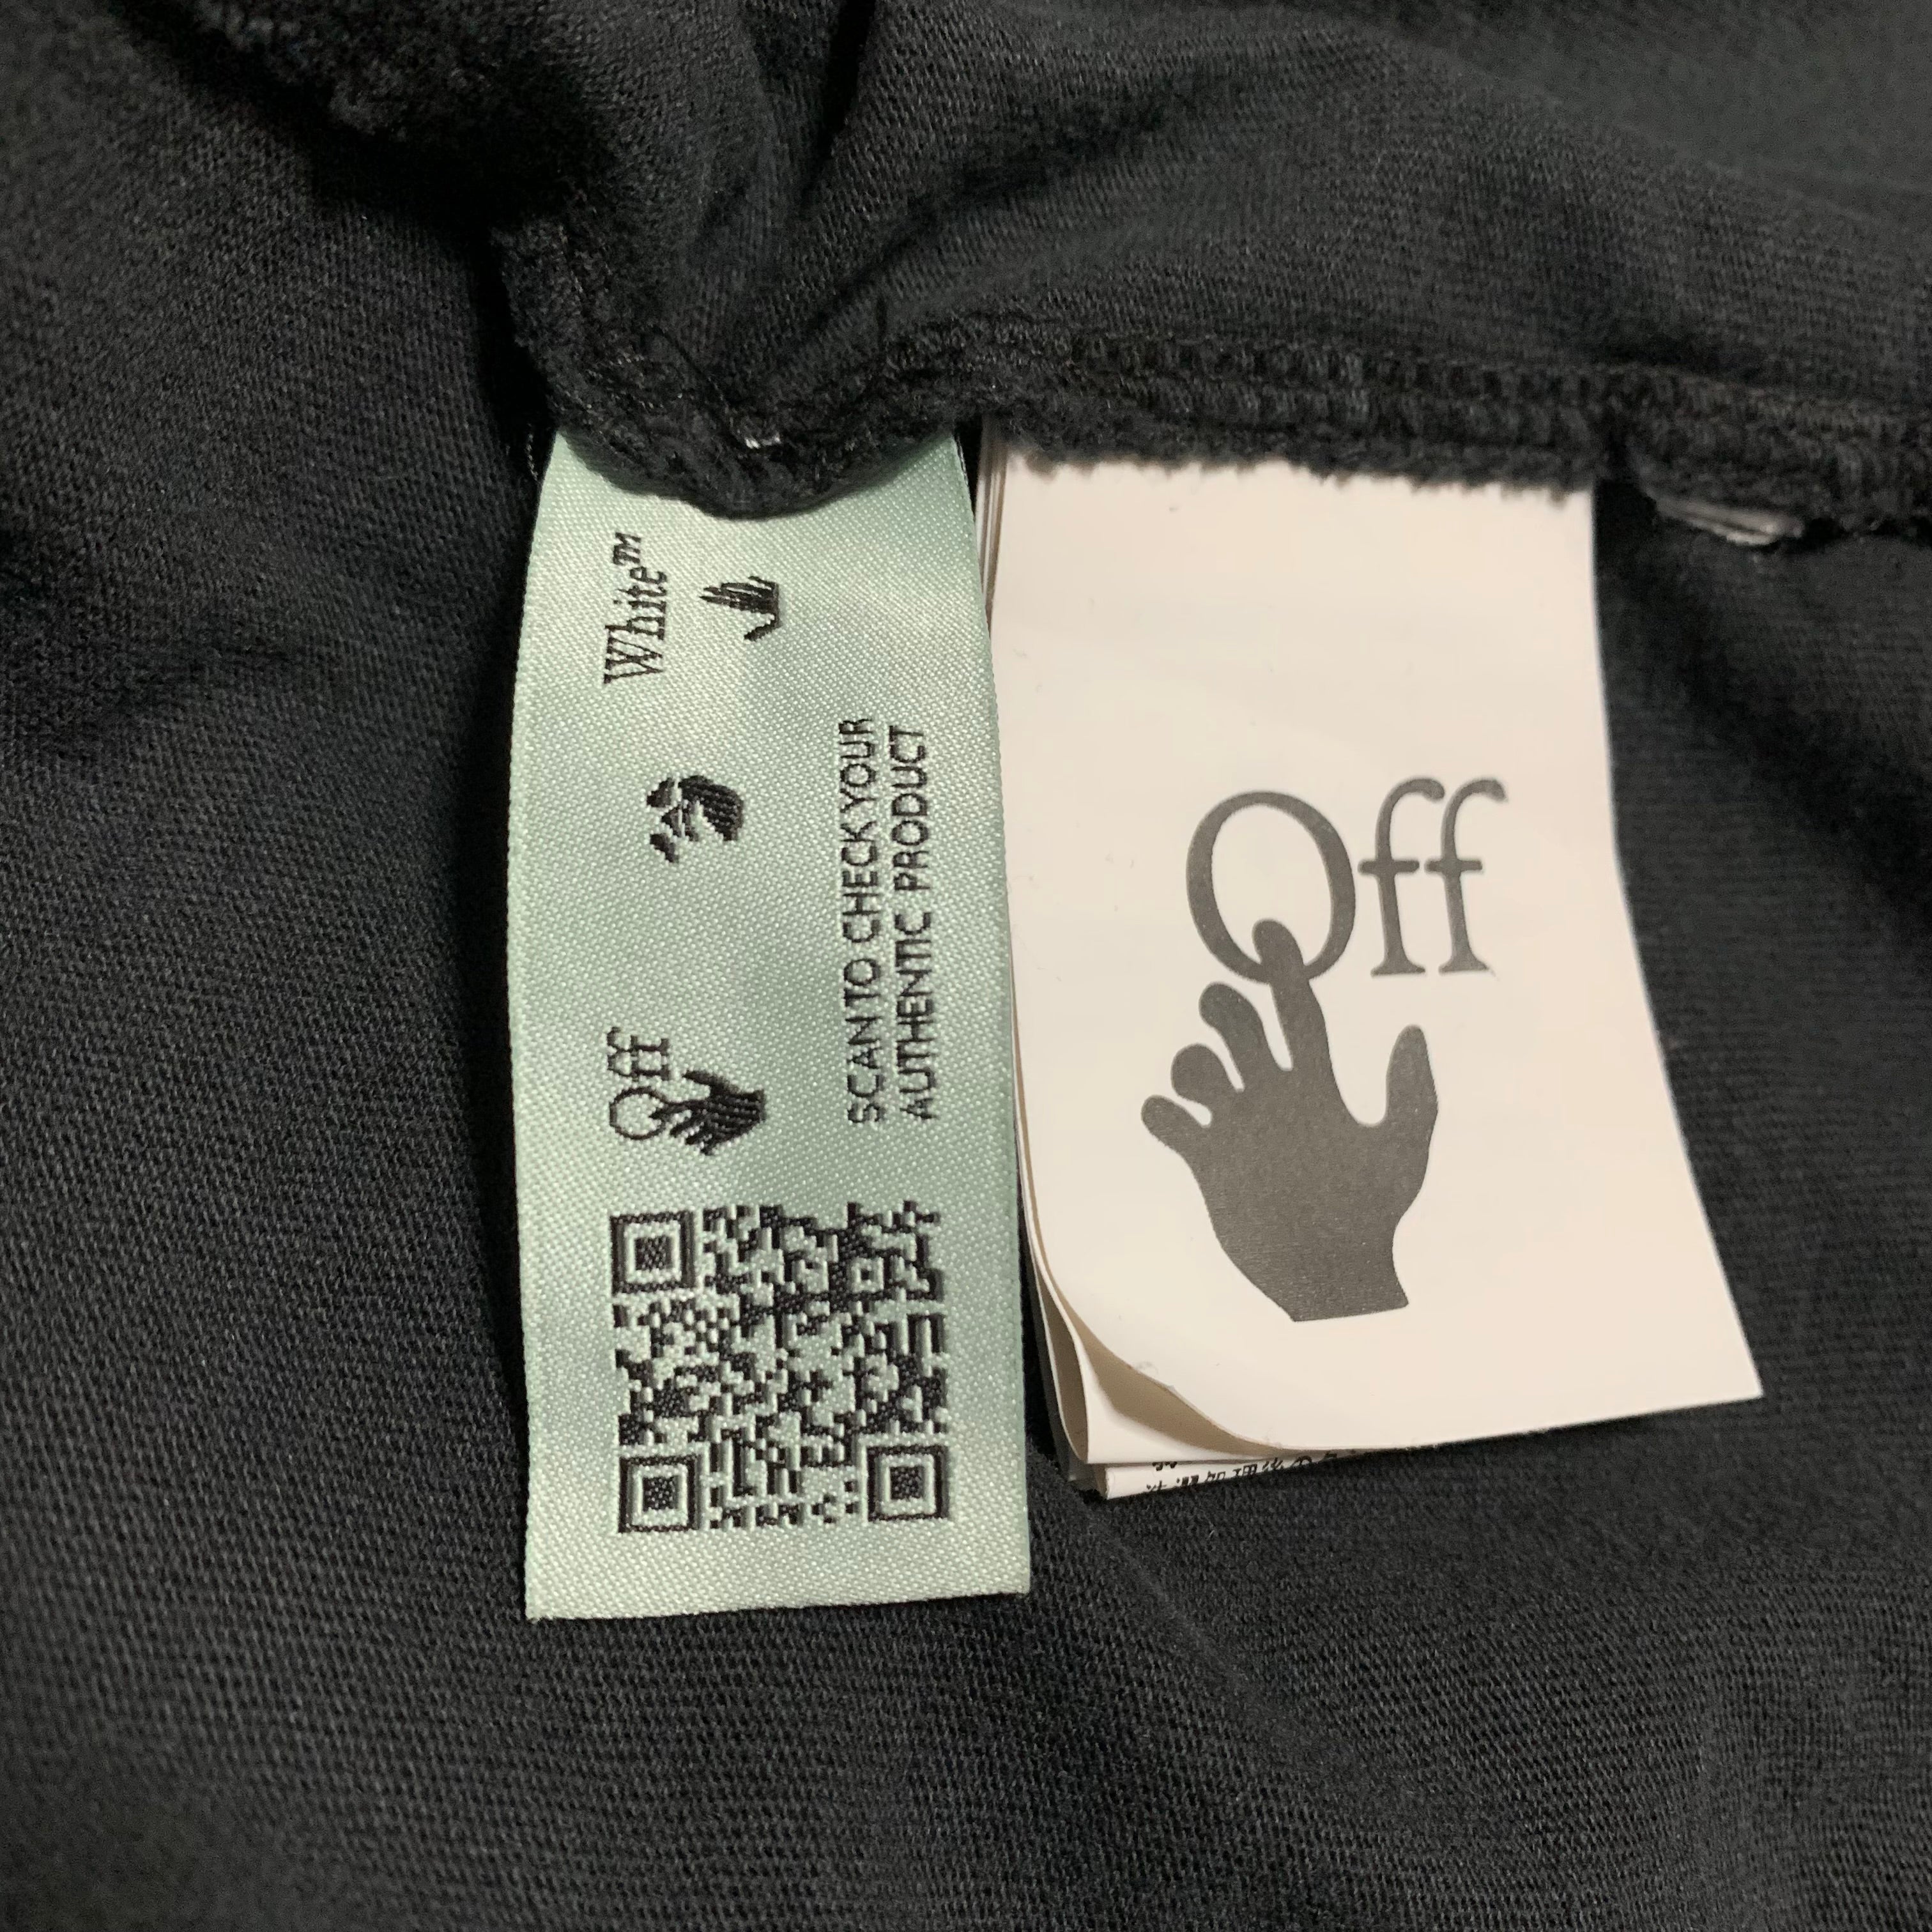 Off
White™
SCAN TO CHECK YOUR
AUTHENTIC PRODUCT
Off